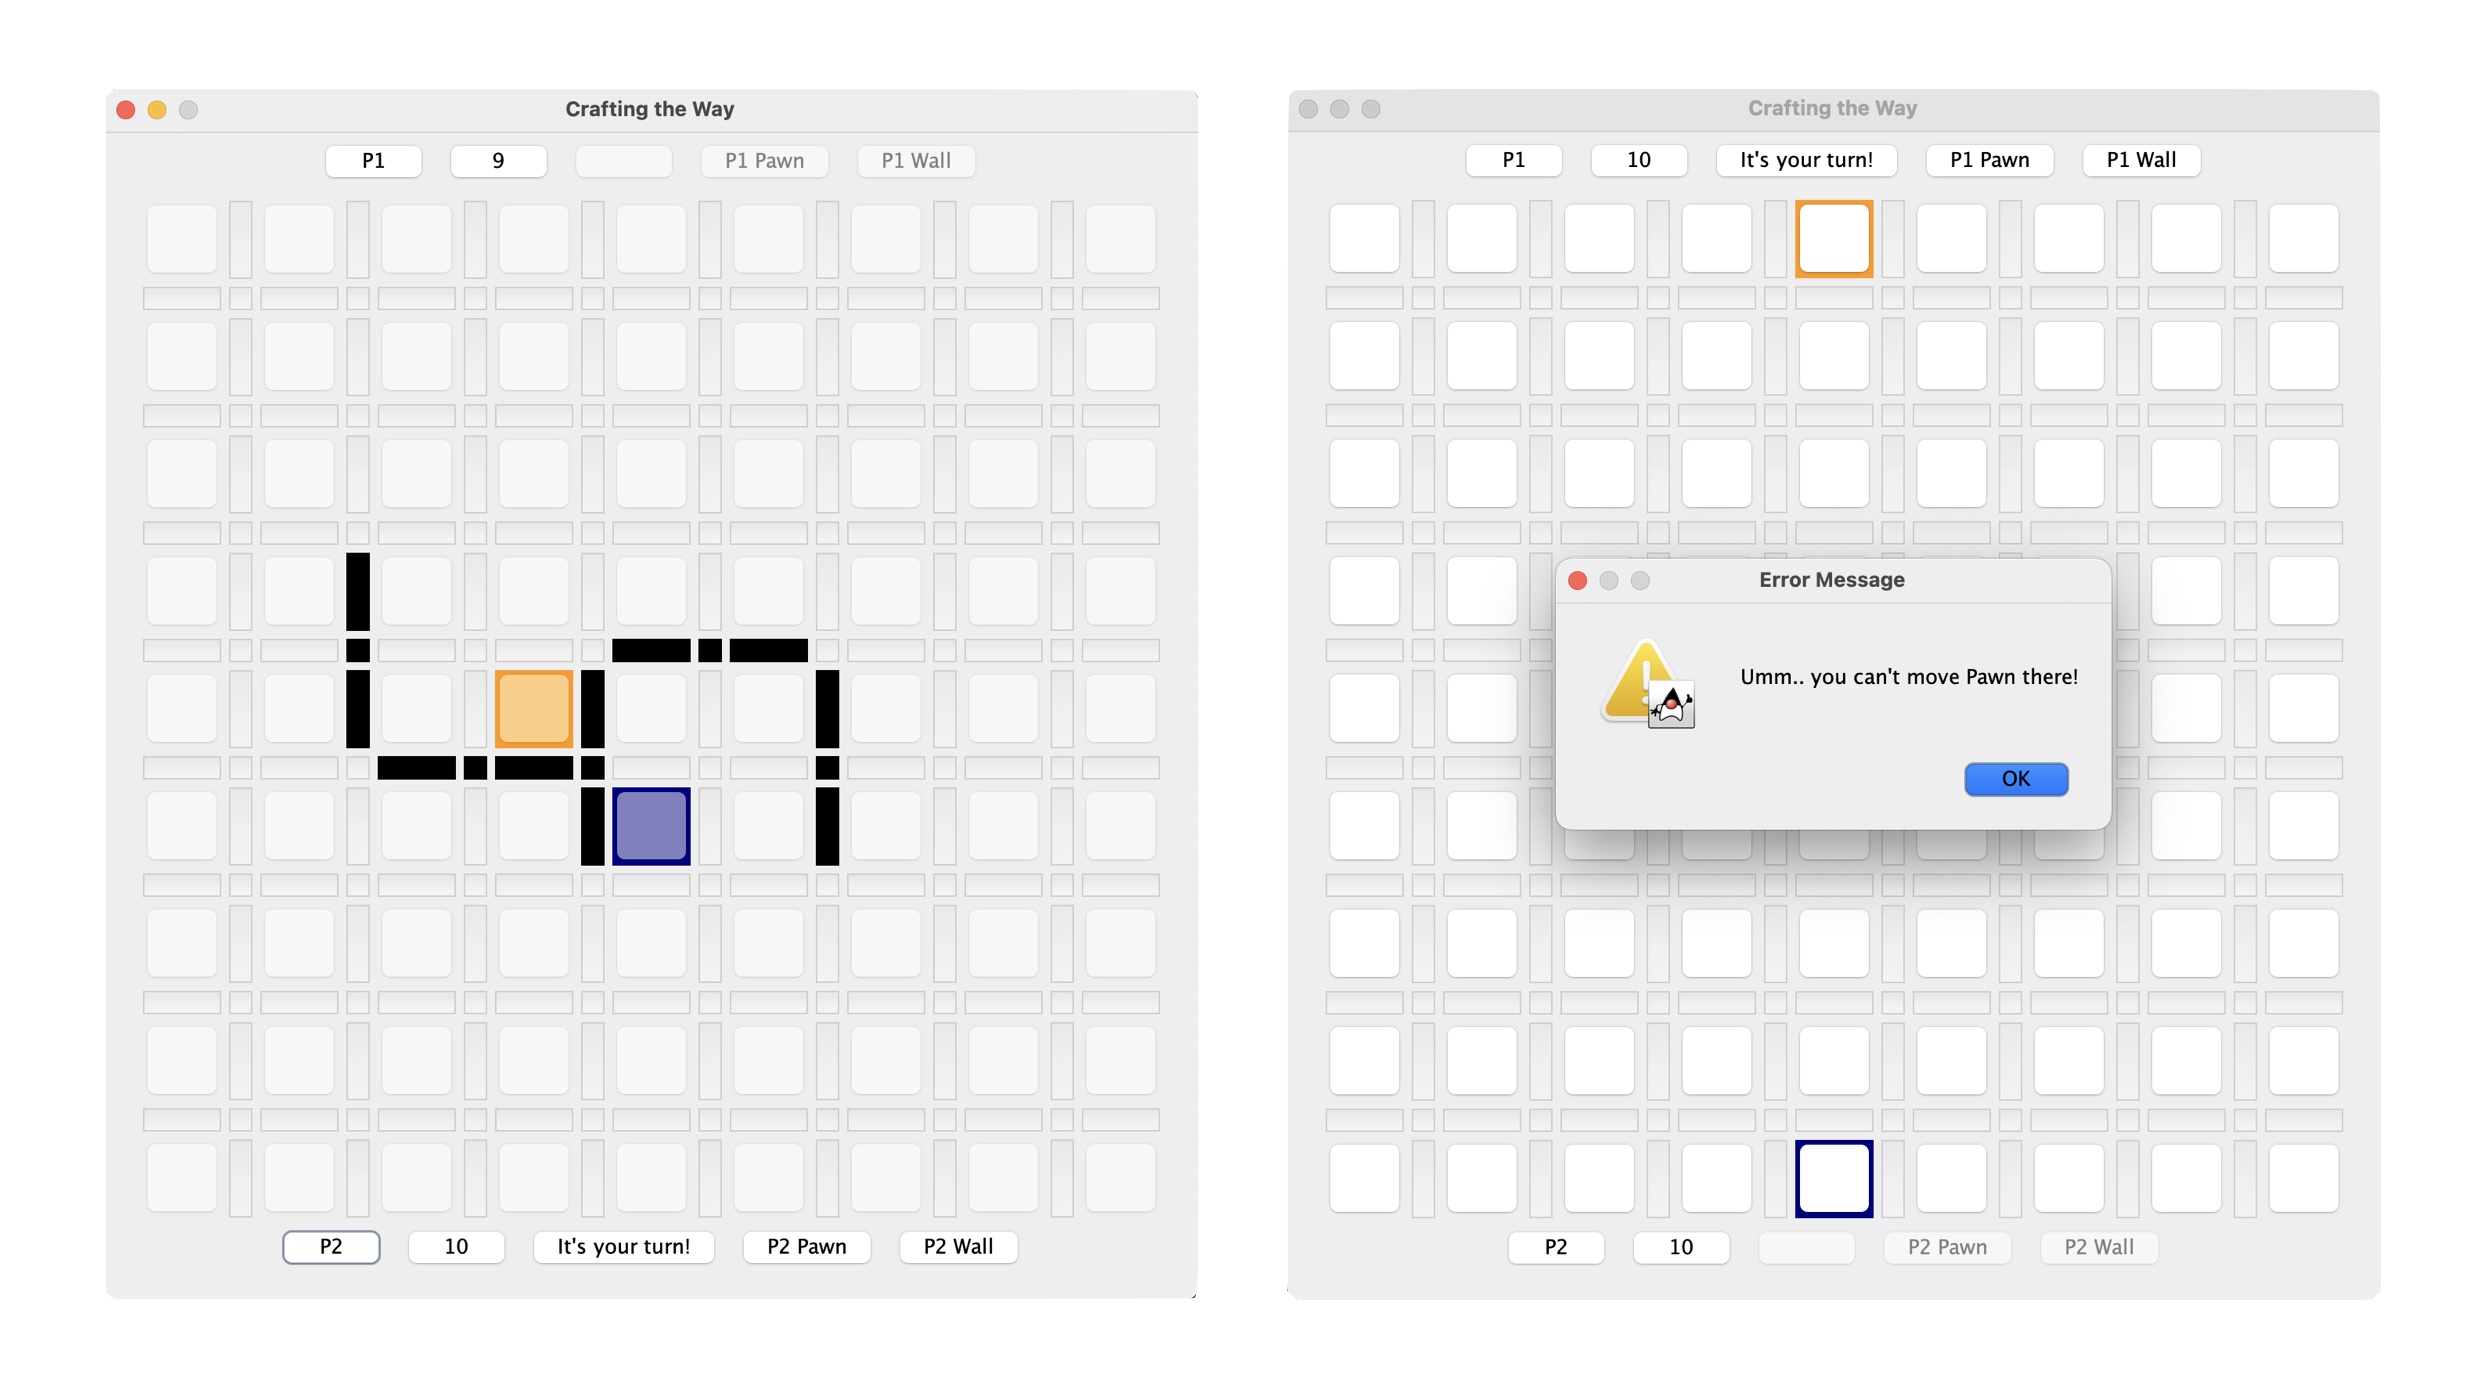 Crafting the Way
P1 9 P1 Pawn P1 Wall
P2 10 It's your turn! P2 Pawn P2 Wall
Crafting the Way
P1 10 It's your turn! P1 Pawn P1 Wall
Error Message
Umm.. you can't move Pawn there!
OK
P2 10 P2 Pawn P2 Wall